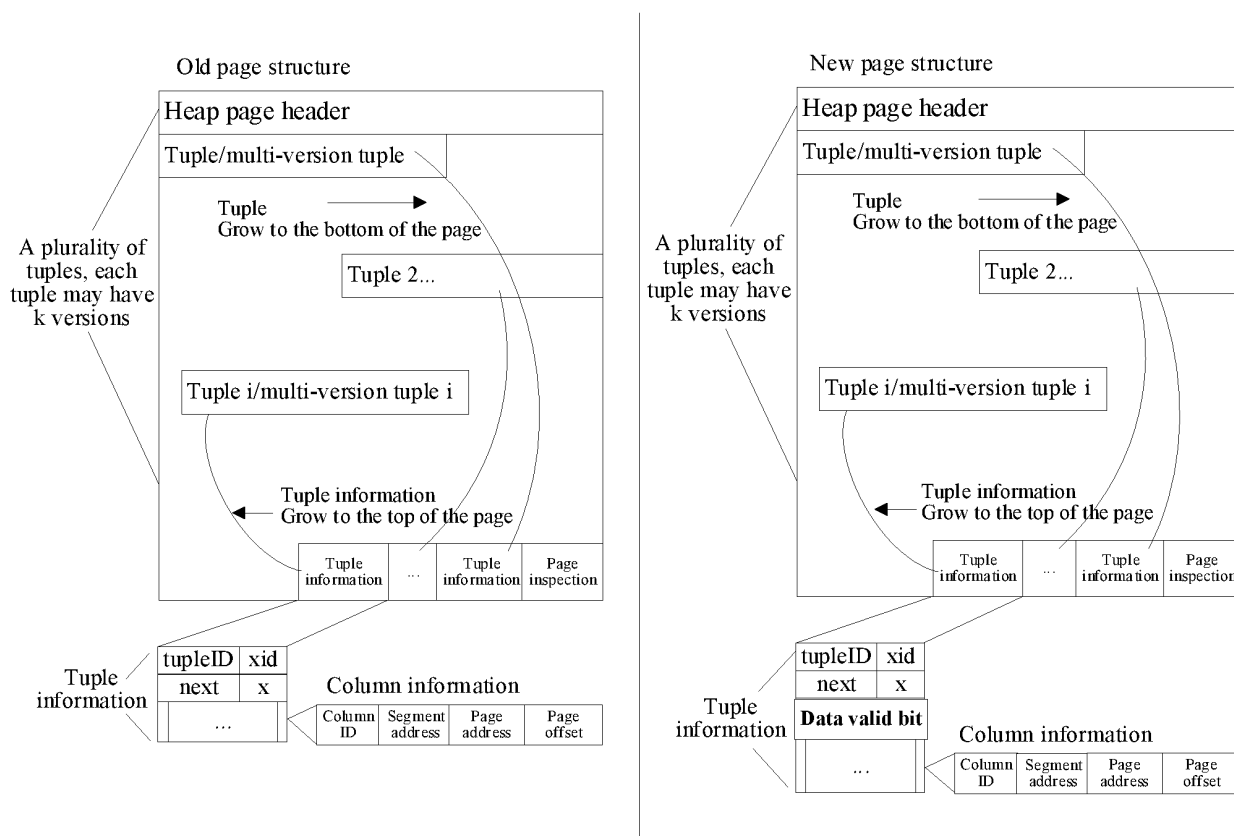 Old page structure
Heap page header
Tuple/multi-version tuple
Tuple
Grow to the bottom of the page
A plurality of
tuples, each
tuple may have
k versions
Tuple 2...
Tuple i/multi-version tuple i
Tuple information
Grow to the top of the page
Tuple
information
...
Tuple
information
Page
inspection
Tuple
information
tupleID
xid
next
x
...
Column information
Column
ID
Segment
address
Page
address
Page
offset
New page structure
Heap page header
Tuple/multi-version tuple
Tuple
Grow to the bottom of the page
A plurality of
tuples, each
tuple may have
k versions
Tuple 2...
Tuple i/multi-version tuple i
Tuple information
Grow to the top of the page
Tuple
information
...
Tuple
information
Page
inspection
Tuple
information
tupleID
xid
next
x
Data valid bit
...
Column information
Column
ID
Segment
address
Page
address
Page
offset